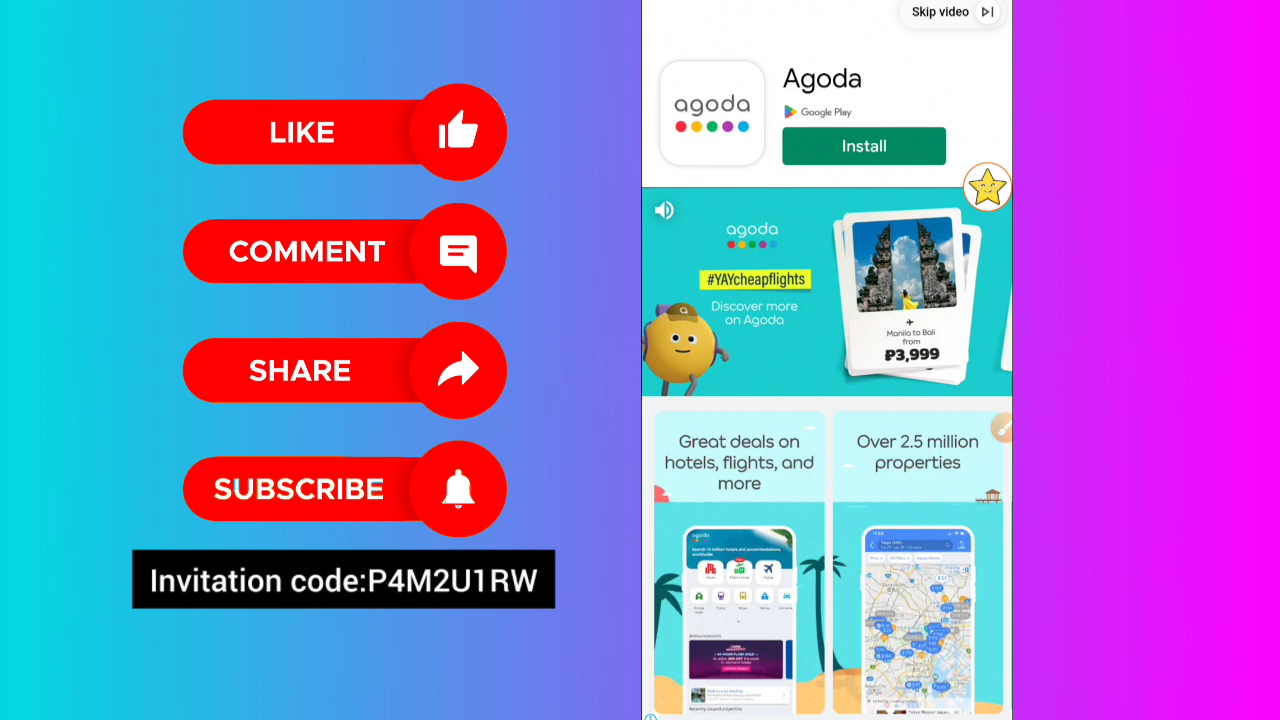 LIKE
COMMENT
SHARE
SUBSCRIBE
Invitation code:P4M2U1RW
Skip video
agoda
Agoda
Google Play
Install
agoda
#YAYcheapflights
Discover more
on Agoda
Manila to Bali
from
₱3,999
Great deals on
hotels, flights, and
more
Over 2.5 million
properties
agoda